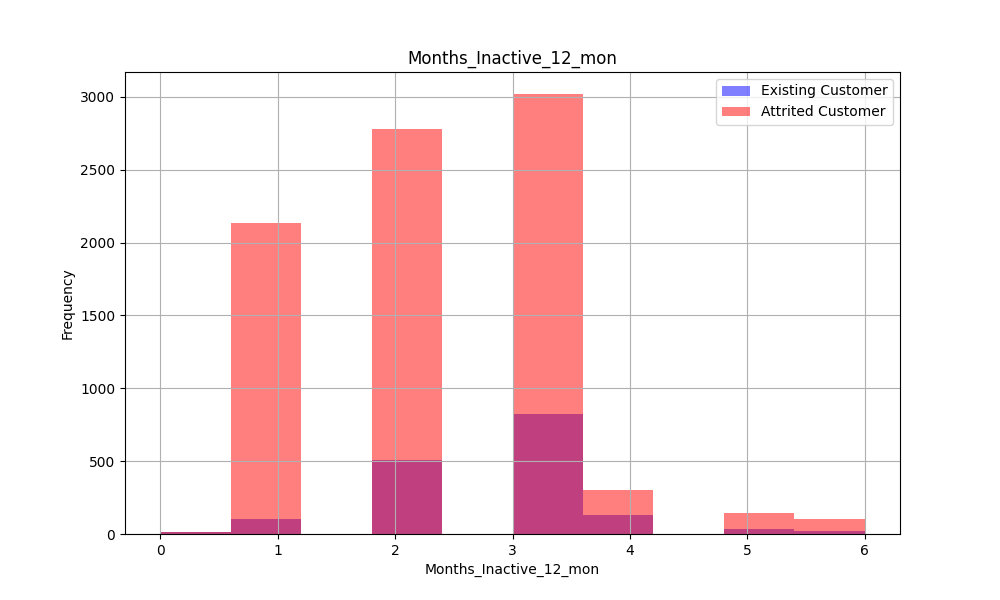 Months_Inactive_12_mon
Existing Customer
Attrited Customer
Frequency
3000
2500
2000
1500
1000
500
0
0 1 2 3 4 5 6
Months_Inactive_12_mon